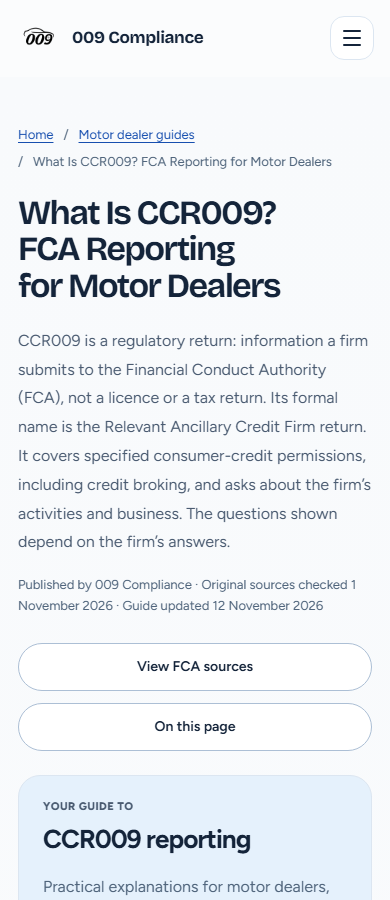 009
009 Compliance
Home / Motor dealer guides
/ What Is CCR009? FCA Reporting for Motor Dealers
What Is CCR009?
FCA Reporting
for Motor Dealers
CCR009 is a regulatory return: information a firm
submits to the Financial Conduct Authority
(FCA), not a licence or a tax return. Its formal
name is the Relevant Ancillary Credit Firm return.
It covers specified consumer-credit permissions,
including credit broking, and asks about the firm’s
activities and business. The questions shown
depend on the firm’s answers.
Published by 009 Compliance · Original sources checked 1
November 2026 · Guide updated 12 November 2026
View FCA sources
On this page
YOUR GUIDE TO
CCR009 reporting
Practical explanations for motor dealers,